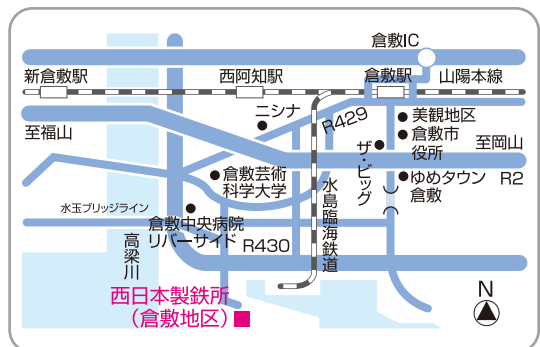 倉敷IC
新倉敷駅
西阿知駅
倉敷駅
山陽本線
ニシナ
R429
美観地区
倉敷市
役所
至福山
至岡山
ザ・ビッグ
倉敷芸術
科学大学
ゆめタウン
倉敷
R2
水島臨海鉄道
水玉ブリッジライン
倉敷中央病院
リバーサイド
R430
高梁川
西日本製鉄所
（倉敷地区）
N